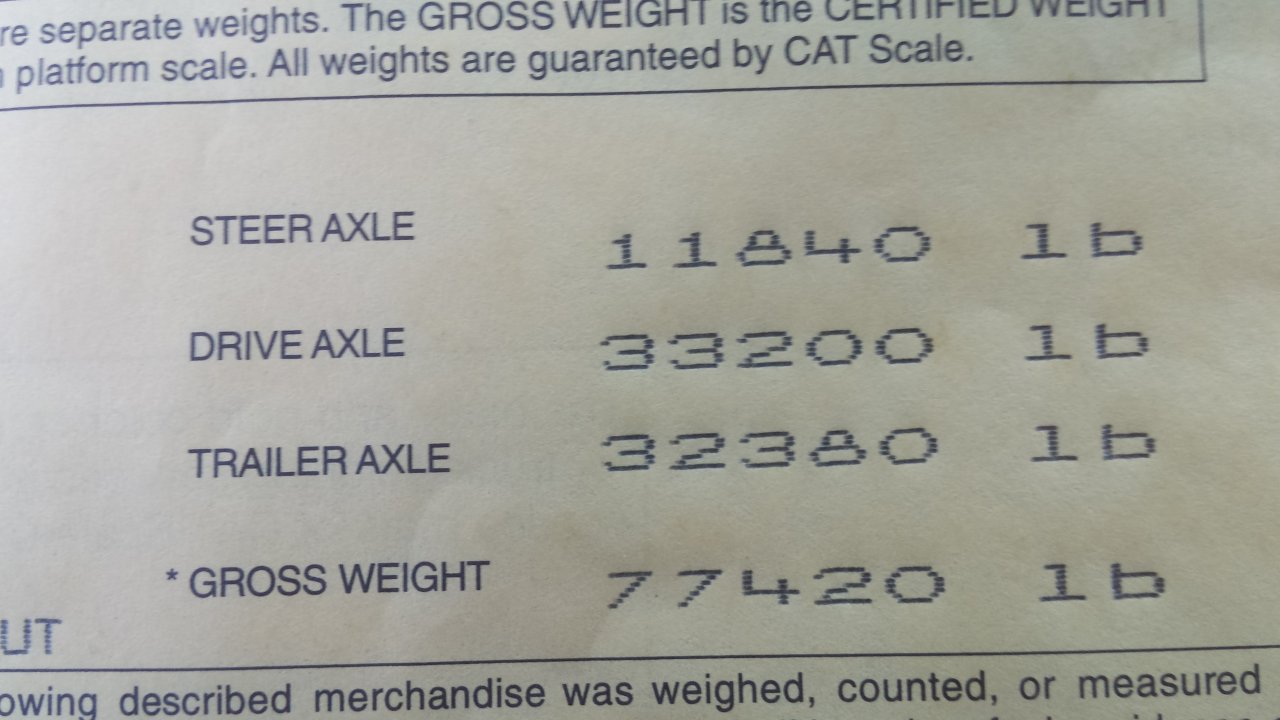 re separate weights. The GROSS WEIGHT is the CERTIFIED WEIGHT
platform scale. All weights are guaranteed by CAT Scale.
STEER AXLE 11840 lb
DRIVE AXLE 33200 lb
TRAILER AXLE 32380 lb
* GROSS WEIGHT 77420 lb
UT
owing described merchandise was weighed, counted, or measured